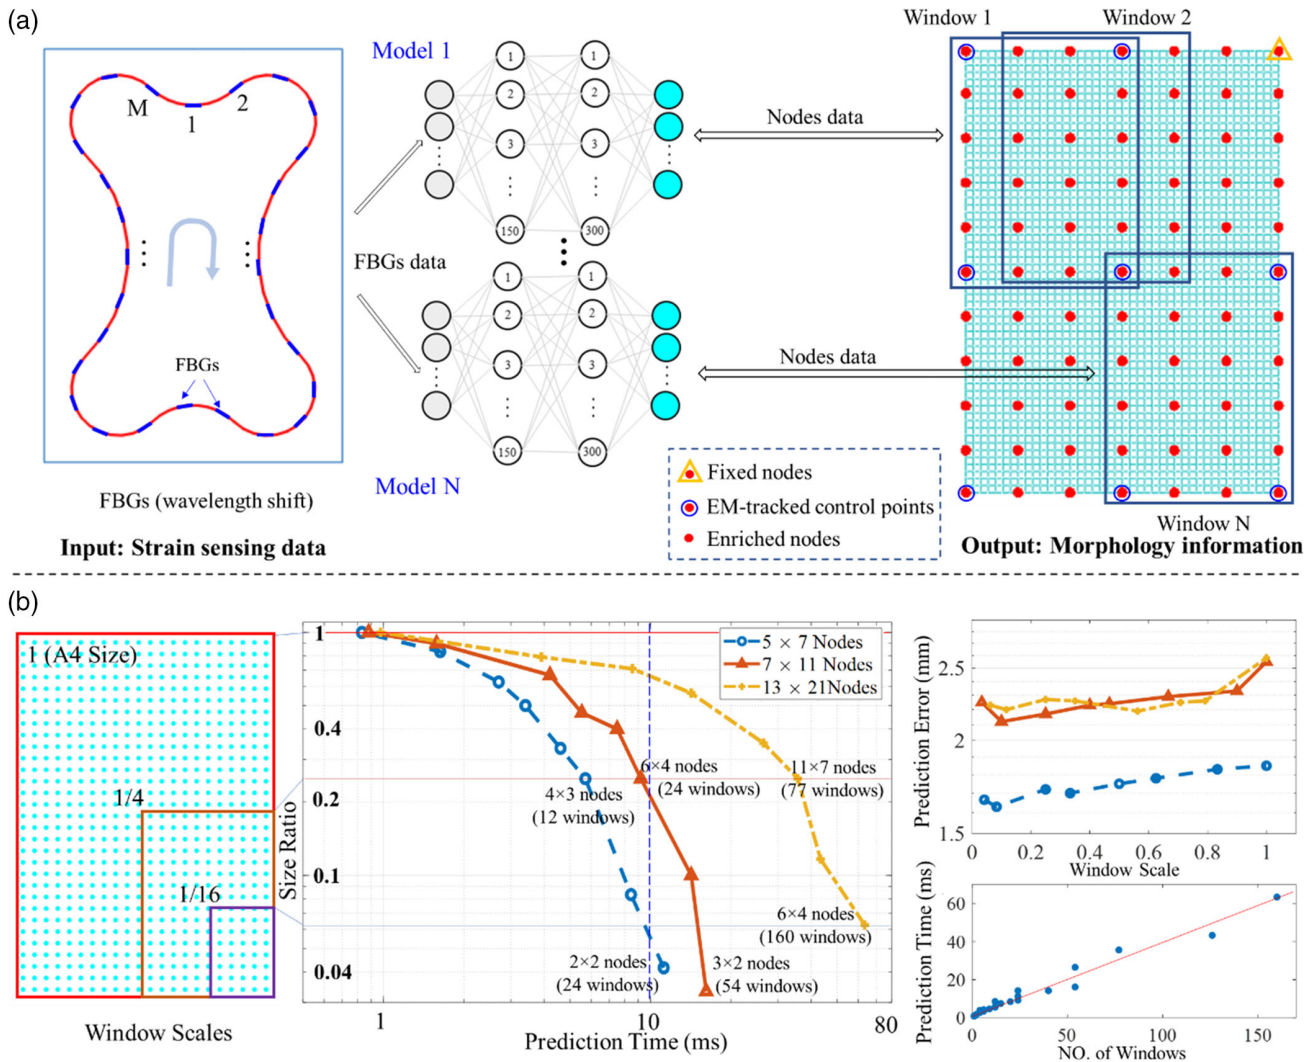 (a)
Window 1
Window 2
Model 1
M
1
2
1
1
2
2
3
3
150
300
Nodes data
FBGs data
1
1
2
2
3
3
150
300
Nodes data
FBGs
Model N
FBGs (wavelength shift)
Input: Strain sensing data
Fixed nodes
EM-tracked control points
Enriched nodes
Window N
Output: Morphology information
(b)
1 (A4 Size)
1/4
1/16
Window Scales
Size Ratio
1
0.4
0.2
0.1
0.04
5 × 7 Nodes
7 × 11 Nodes
13 × 21Nodes
6×4 nodes
(24 windows)
11×7 nodes
(77 windows)
4×3 nodes
(12 windows)
6×4 nodes
(160 windows)
2×2 nodes
(24 windows)
3×2 nodes
(54 windows)
1
10
80
Prediction Time (ms)
Prediction Error (mm)
2.5
2
1.5
0
0.2
0.4
0.6
0.8
1
Window Scale
Prediction Time (ms)
60
40
20
0
0
50
100
150
NO. of Windows